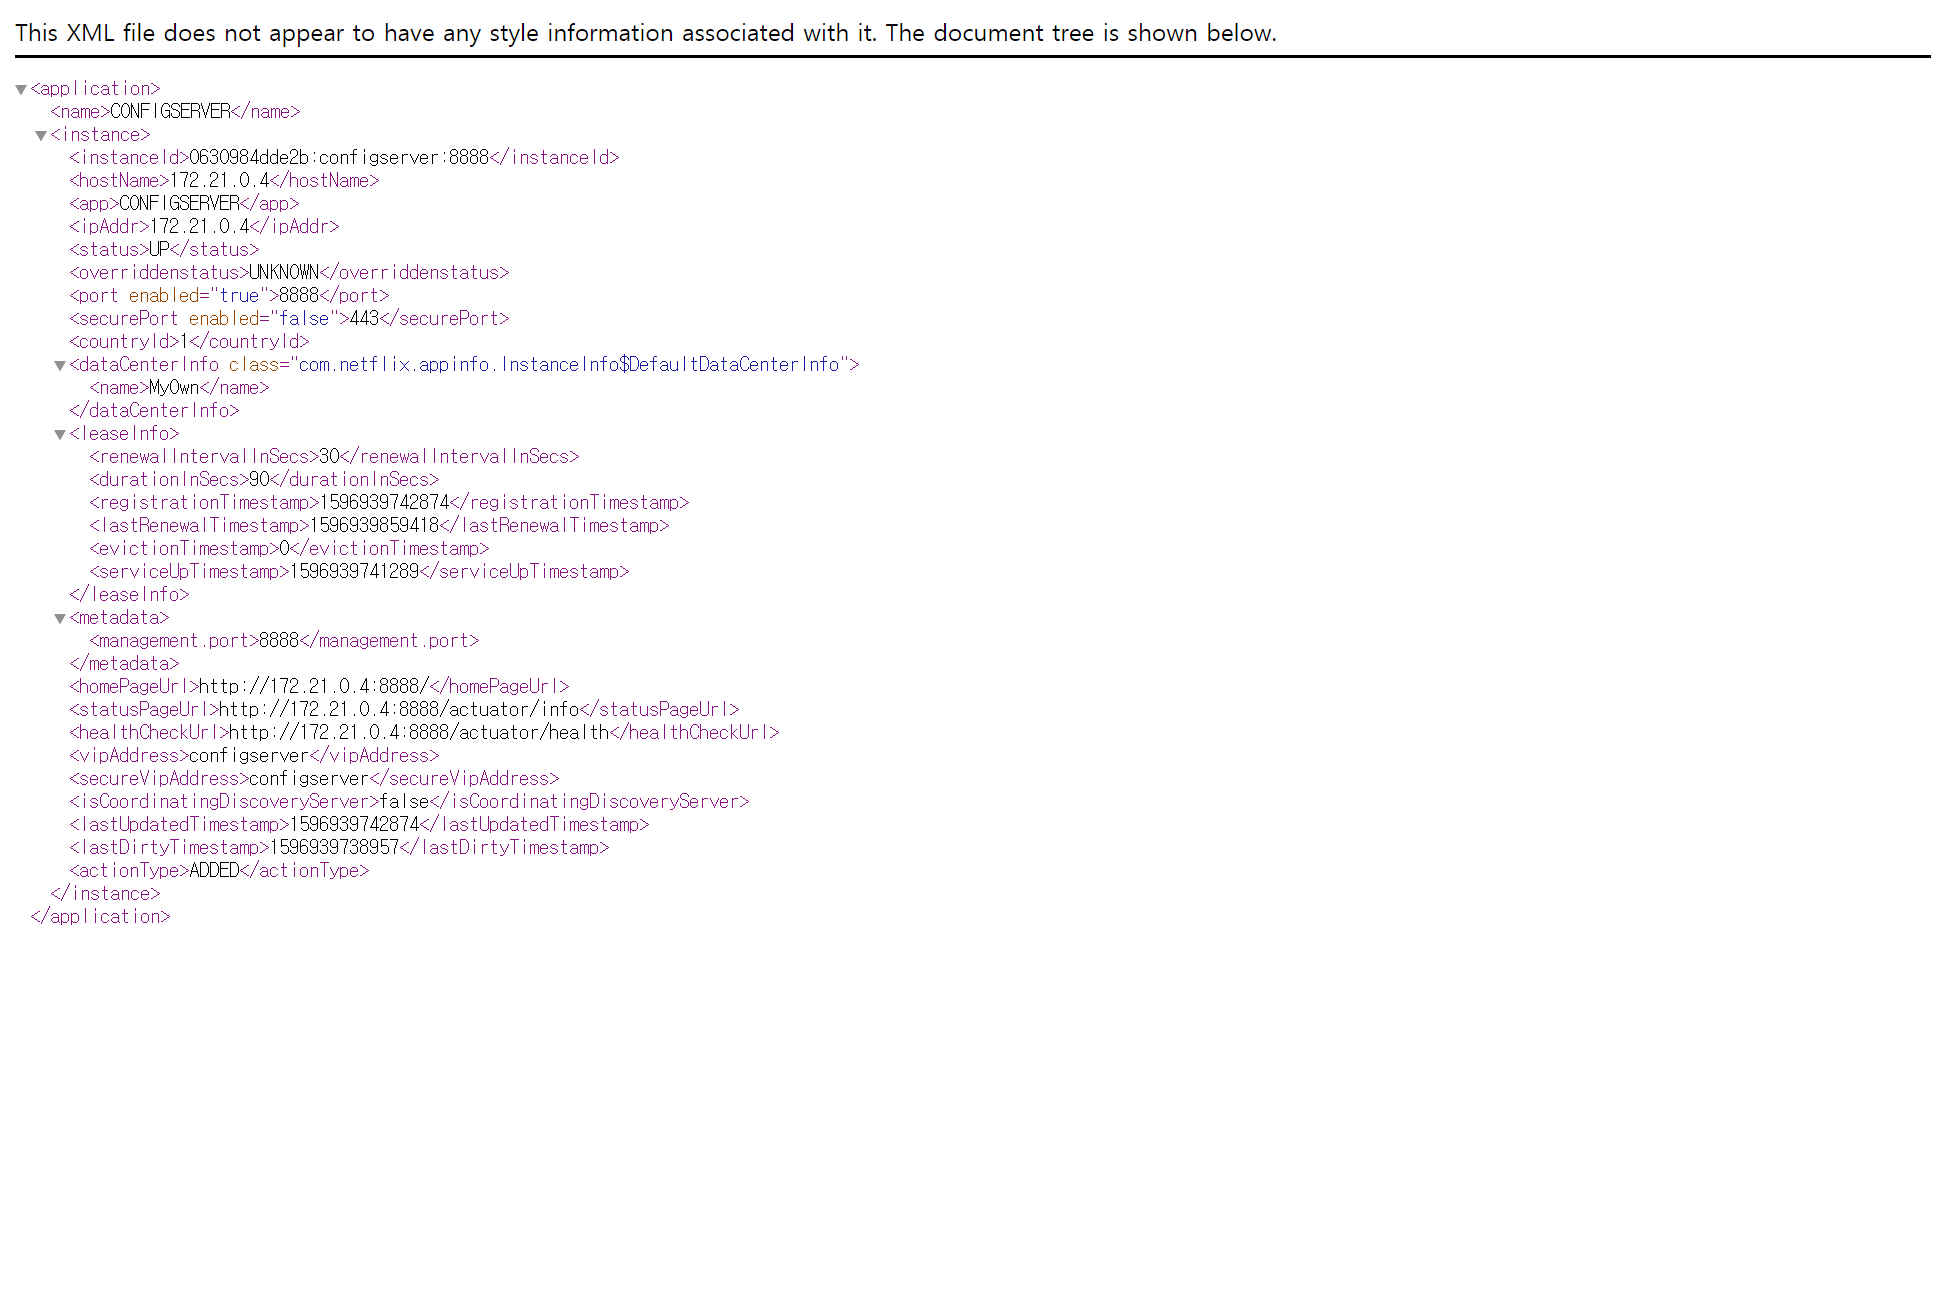 This XML file does not appear to have any style information associated with it. The document tree is shown below.
▼<application>
<name>CONFIGSERVER</name>
▼<instance>
<instanceId>0630984dde2b:configserver:8888</instanceId>
<hostName>172.21.0.4</hostName>
<app>CONFIGSERVER</app>
<ipAddr>172.21.0.4</ipAddr>
<status>UP</status>
<overriddenstatus>UNKNOWN</overriddenstatus>
<port enabled="true">8888</port>
<securePort enabled="false">443</securePort>
<countryId>1</countryId>
▼<dataCenterInfo class="com.netflix.appinfo.InstanceInfo$DefaultDataCenterInfo">
<name>MyOwn</name>
</dataCenterInfo>
▼<leaseInfo>
<renewalIntervalInSecs>30</renewalIntervalInSecs>
<durationInSecs>90</durationInSecs>
<registrationTimestamp>1596939742874</registrationTimestamp>
<lastRenewalTimestamp>1596939859418</lastRenewalTimestamp>
<evictionTimestamp>0</evictionTimestamp>
<serviceUpTimestamp>1596939741289</serviceUpTimestamp>
</leaseInfo>
▼<metadata>
<management.port>8888</management.port>
</metadata>
<homePageUrl>http://172.21.0.4:8888/</homePageUrl>
<statusPageUrl>http://172.21.0.4:8888/actuator/info</statusPageUrl>
<healthCheckUrl>http://172.21.0.4:8888/actuator/health</healthCheckUrl>
<vipAddress>configserver</vipAddress>
<secureVipAddress>configserver</secureVipAddress>
<isCoordinatingDiscoveryServer>false</isCoordinatingDiscoveryServer>
<lastUpdatedTimestamp>1596939742874</lastUpdatedTimestamp>
<lastDirtyTimestamp>1596939738957</lastDirtyTimestamp>
<actionType>ADDED</actionType>
</instance>
</application>